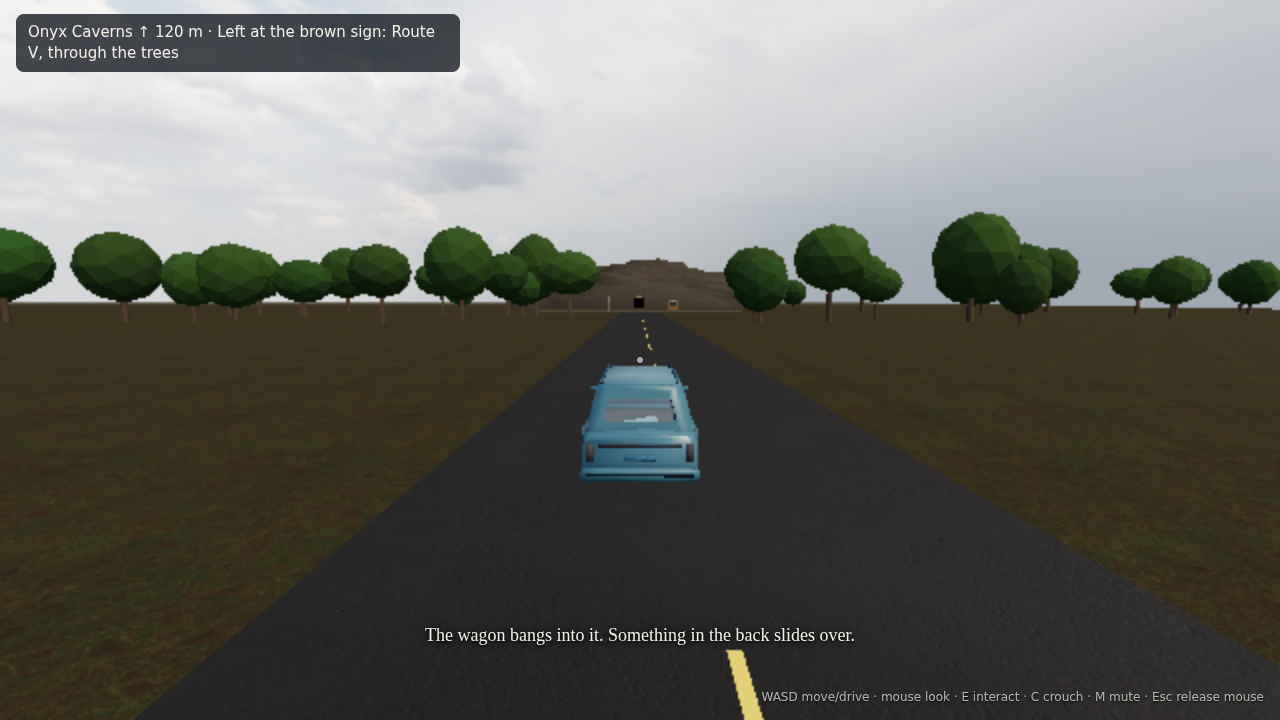 Onyx Caverns ↑ 120 m · Left at the brown sign: Route
V, through the trees
The wagon bangs into it. Something in the back slides over.
WASD move/drive · mouse look · E interact · C crouch · M mute · Esc release mouse